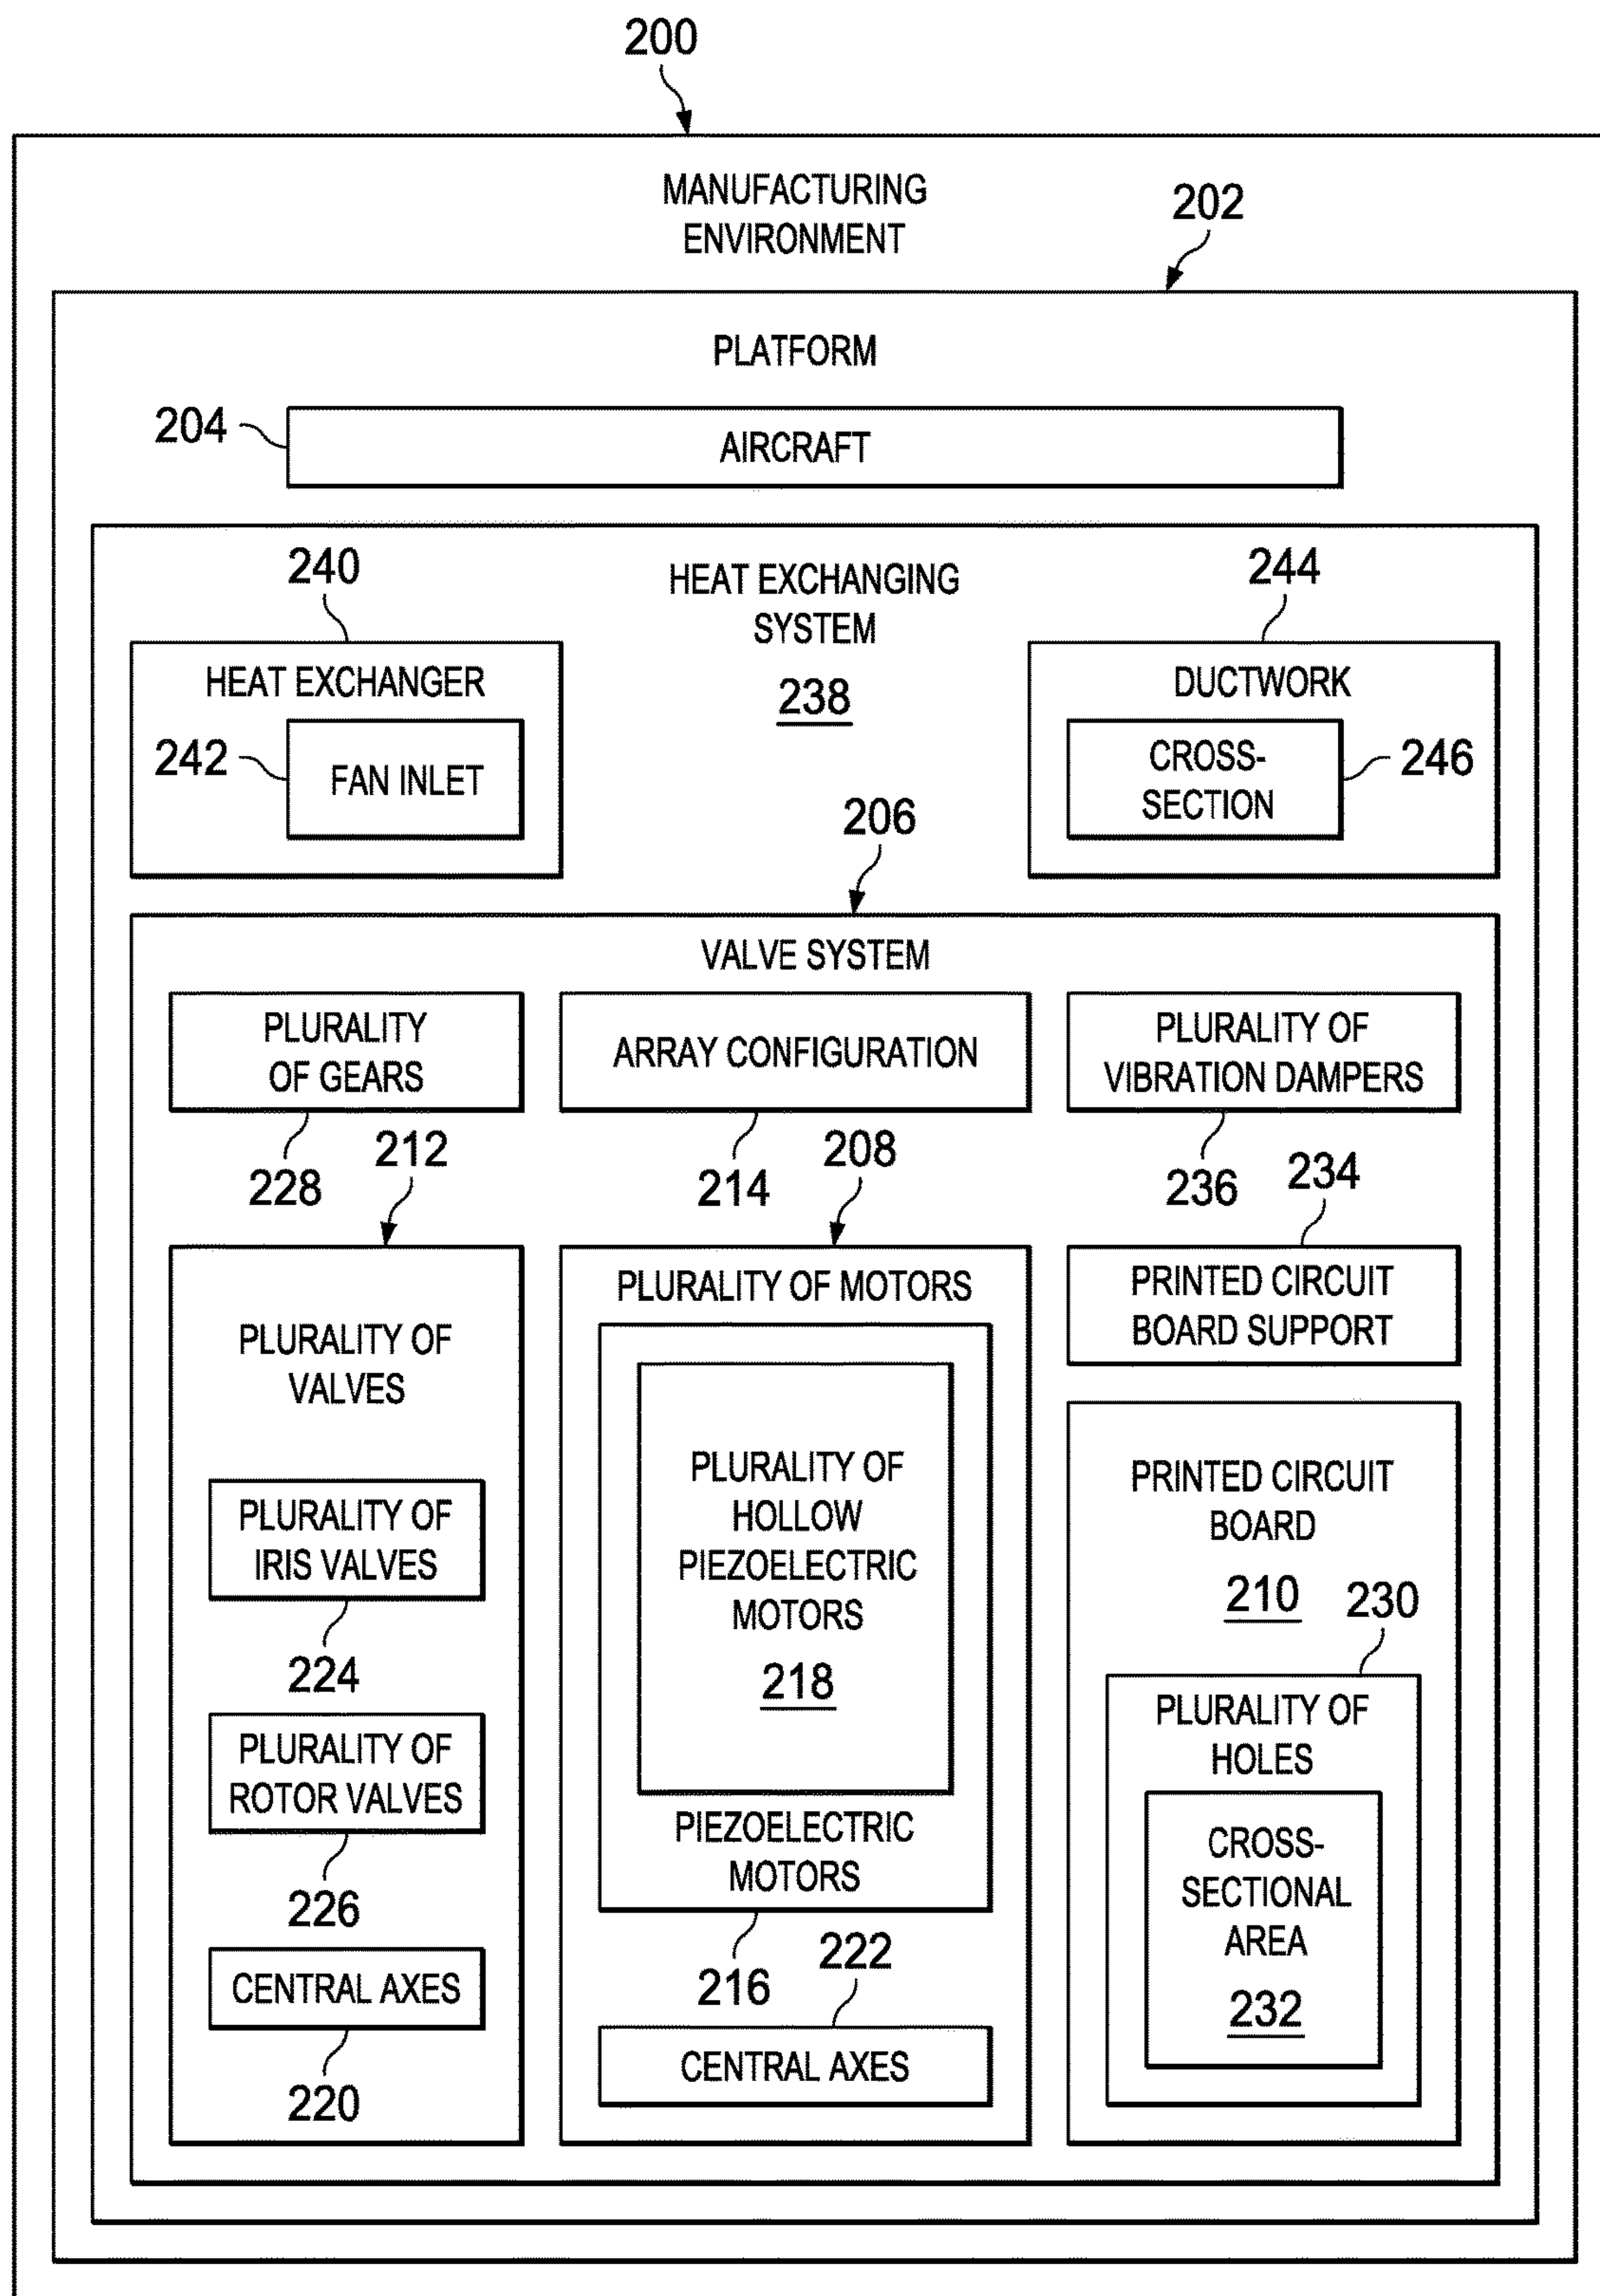 200
MANUFACTURING
ENVIRONMENT
202
PLATFORM
204
AIRCRAFT
240
HEAT EXCHANGING
SYSTEM
238
244
HEAT EXCHANGER
242
FAN INLET
DUCTWORK
CROSS-
SECTION
246
206
VALVE SYSTEM
PLURALITY
OF GEARS
228
ARRAY CONFIGURATION
214
PLURALITY OF
VIBRATION DAMPERS
236
212
PLURALITY OF
VALVES
PLURALITY OF
IRIS VALVES
224
PLURALITY OF
ROTOR VALVES
226
CENTRAL AXES
220
208
PLURALITY OF MOTORS
PLURALITY OF
HOLLOW
PIEZOELECTRIC
MOTORS
218
PIEZOELECTRIC
MOTORS
216
222
CENTRAL AXES
234
PRINTED CIRCUIT
BOARD SUPPORT
PRINTED CIRCUIT
BOARD
210
230
PLURALITY OF
HOLES
CROSS-
SECTIONAL
AREA
232